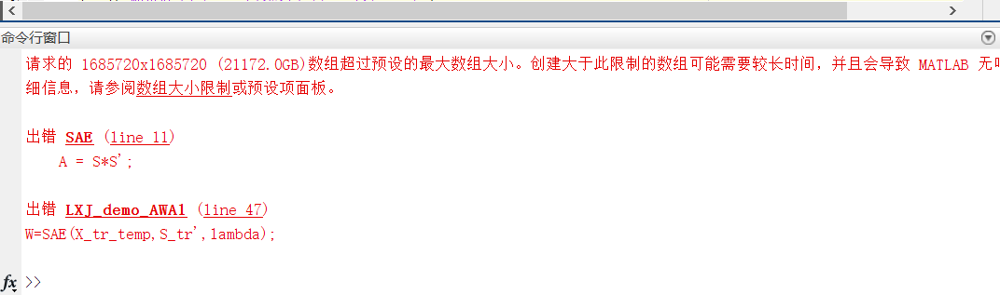 命令行窗口
请求的 1685720x1685720 (21172.0GB)数组超过预设的最大数组大小。创建大于此限制的数组可能需要较长时间，并且会导致 MATLAB 无
细信息，请参阅数组大小限制或预设项面板。
出错 SAE (line 11)
A = S*S';
出错 LXJ_demo_AWA1 (line 47)
W=SAE(X_tr_temp,S_tr',lambda);
fx >>